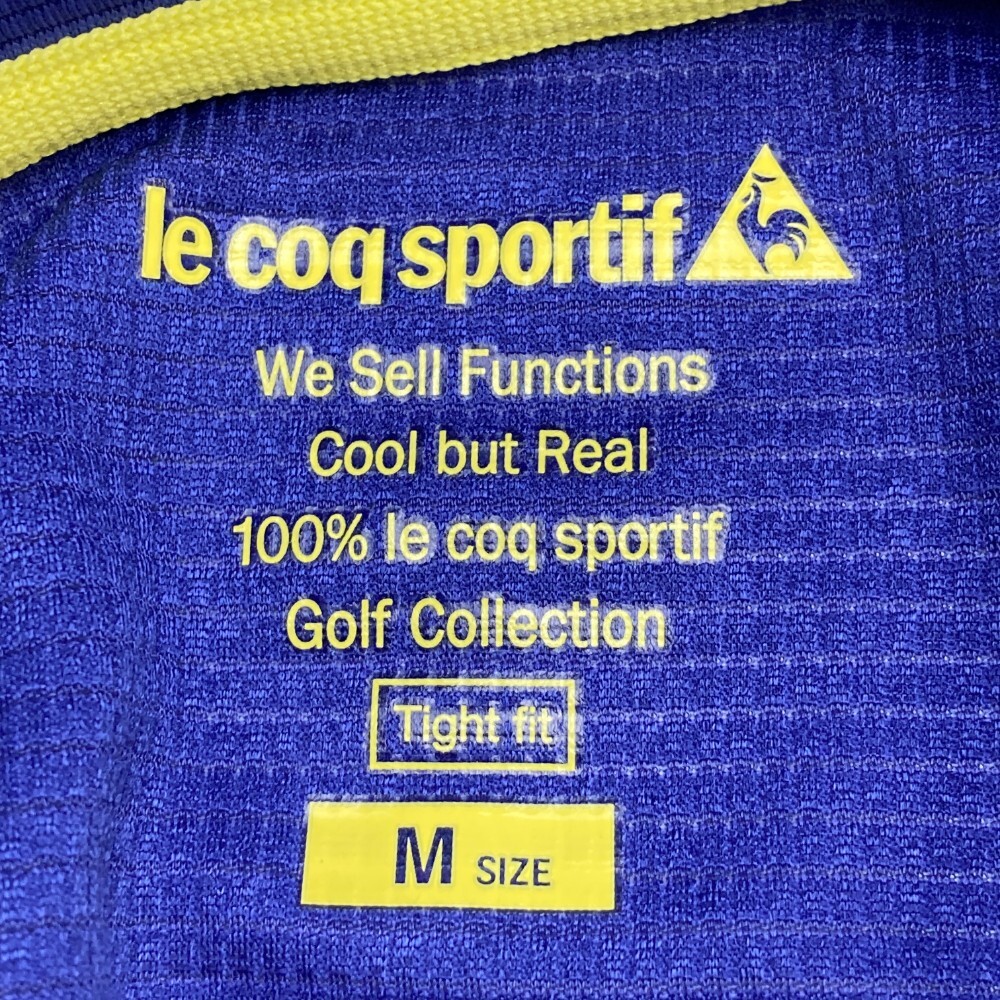 le coq sportif
We Sell Functions
Cool but Real
100% le coq sportif
Golf Collection
Tight fit
M SIZE